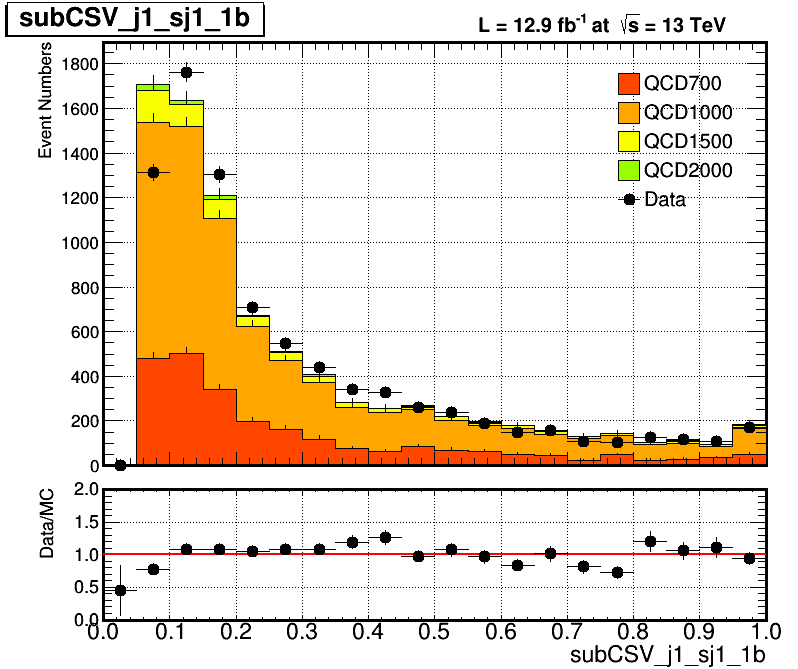 subCSV_j1_sj1_1b
L = 12.9 fb⁻¹ at √s = 13 TeV
Event Numbers
1800
1600
1400
1200
1000
800
600
400
200
0
QCD700
QCD1000
QCD1500
QCD2000
Data
Data/MC
2.0
1.5
1.0
0.5
0.0
0.0 0.1 0.2 0.3 0.4 0.5 0.6 0.7 0.8 0.9 1.0
subCSV_j1_sj1_1b